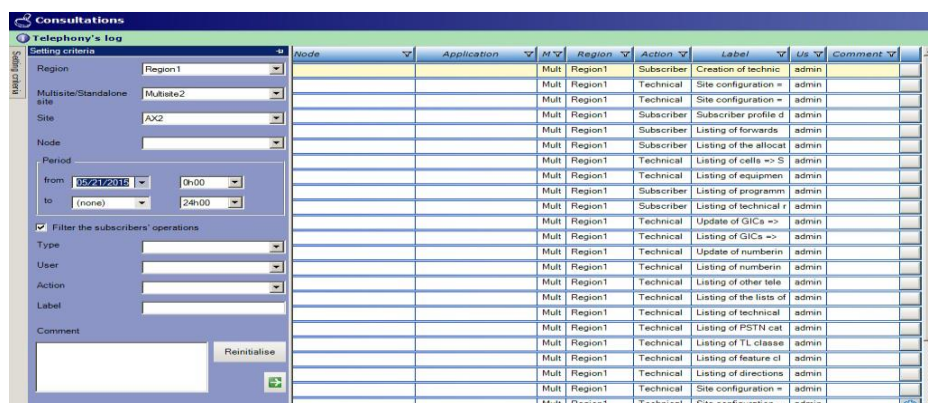 Consultations
Telephony's log
Setting criteria
Setting criteria
Region Region1
Multisite/Standalone site Multisite2
Site AX2
Node
Period
from 05/21/2015 0h00
to (none) 24h00
Filter the subscribers' operations
Type
User
Action
Label
Comment
Reinitialise
Node Application M Region Action Label Us Comment
Mult Region1 Subscriber Creation of technic admin
Mult Region1 Technical Site configuration = admin
Mult Region1 Technical Site configuration = admin
Mult Region1 Subscriber Subscriber profile d admin
Mult Region1 Subscriber Listing of forwards admin
Mult Region1 Subscriber Listing of the allocat admin
Mult Region1 Technical Listing of cells => S admin
Mult Region1 Technical Listing of equipmen admin
Mult Region1 Subscriber Listing of programm admin
Mult Region1 Subscriber Listing of technical r admin
Mult Region1 Technical Update of GICs => admin
Mult Region1 Technical Listing of GICs => admin
Mult Region1 Technical Update of numberin admin
Mult Region1 Technical Listing of numberin admin
Mult Region1 Technical Listing of other tele admin
Mult Region1 Technical Listing of the lists of admin
Mult Region1 Technical Listing of technical admin
Mult Region1 Technical Listing of PSTN cat admin
Mult Region1 Technical Listing of TL classe admin
Mult Region1 Technical Listing of feature cl admin
Mult Region1 Technical Listing of directions admin
Mult Region1 Technical Site configuration = admin
Mult Region1 Technical Site configuration admin